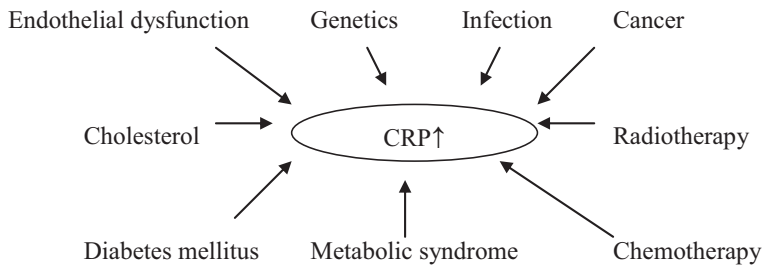 Endothelial dysfunction Genetics Infection Cancer
Cholesterol CRP↑ Radiotherapy
Diabetes mellitus Metabolic syndrome Chemotherapy